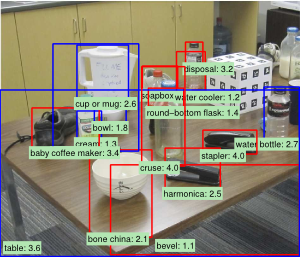 disposal: 3.2
soapbox
water cooler: 1.2
cup or mug: 2.6
round-bottom flask: 1.4
bowl: 1.8
cream: 1.3
water bottle: 2.7
baby coffee maker: 3.4
stapler: 4.0
cruse: 4.0
harmonica: 2.5
bone china: 2.1
table: 3.6
bevel: 1.1